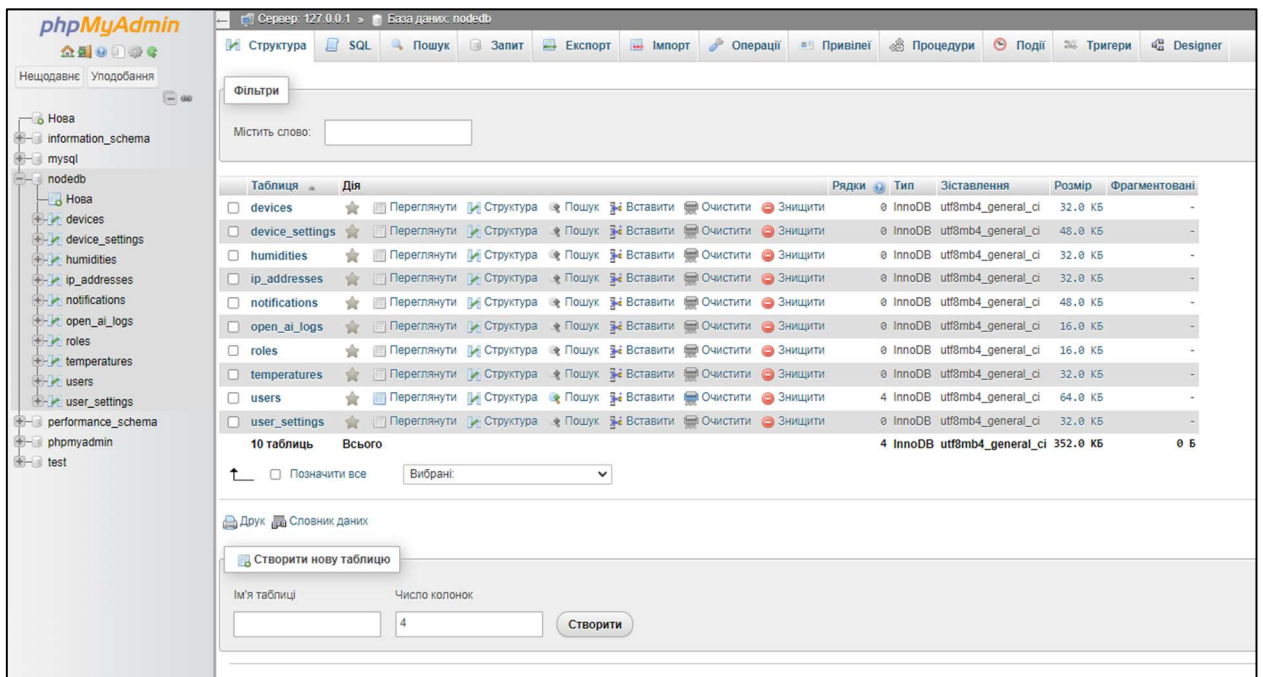 phpMyAdmin
Нещодавнє Уподобання
Нова
information_schema
mysql
nodedb
Нова
devices
device_settings
humidities
ip_addresses
notifications
open_ai_logs
roles
temperatures
users
user_settings
performance_schema
phpmyadmin
test
Сервер: 127.0.0.1 » База даних: nodedb
Структура SQL Пошук Запит Експорт Імпорт Операції Привілеї Процедури Події Тригери Designer
Фільтри
Містить слово:
Таблиця Дія Рядки Тип Зіставлення Розмір Фрагментовані
devices Переглянути Структура Пошук Вставити Очистити Знищити 0 InnoDB utf8mb4_general_ci 32.0 КБ -
device_settings Переглянути Структура Пошук Вставити Очистити Знищити 0 InnoDB utf8mb4_general_ci 48.0 КБ -
humidities Переглянути Структура Пошук Вставити Очистити Знищити 0 InnoDB utf8mb4_general_ci 32.0 КБ -
ip_addresses Переглянути Структура Пошук Вставити Очистити Знищити 0 InnoDB utf8mb4_general_ci 32.0 КБ -
notifications Переглянути Структура Пошук Вставити Очистити Знищити 0 InnoDB utf8mb4_general_ci 48.0 КБ -
open_ai_logs Переглянути Структура Пошук Вставити Очистити Знищити 0 InnoDB utf8mb4_general_ci 16.0 КБ -
roles Переглянути Структура Пошук Вставити Очистити Знищити 0 InnoDB utf8mb4_general_ci 16.0 КБ -
temperatures Переглянути Структура Пошук Вставити Очистити Знищити 0 InnoDB utf8mb4_general_ci 32.0 КБ -
users Переглянути Структура Пошук Вставити Очистити Знищити 4 InnoDB utf8mb4_general_ci 64.0 КБ -
user_settings Переглянути Структура Пошук Вставити Очистити Знищити 0 InnoDB utf8mb4_general_ci 32.0 КБ -
10 таблиць Всього 4 InnoDB utf8mb4_general_ci 352.0 КБ 0 Б
Позначити все Вибрані:
Друк Словник даних
Створити нову таблицю
Ім'я таблиці Число колонок
4 Створити